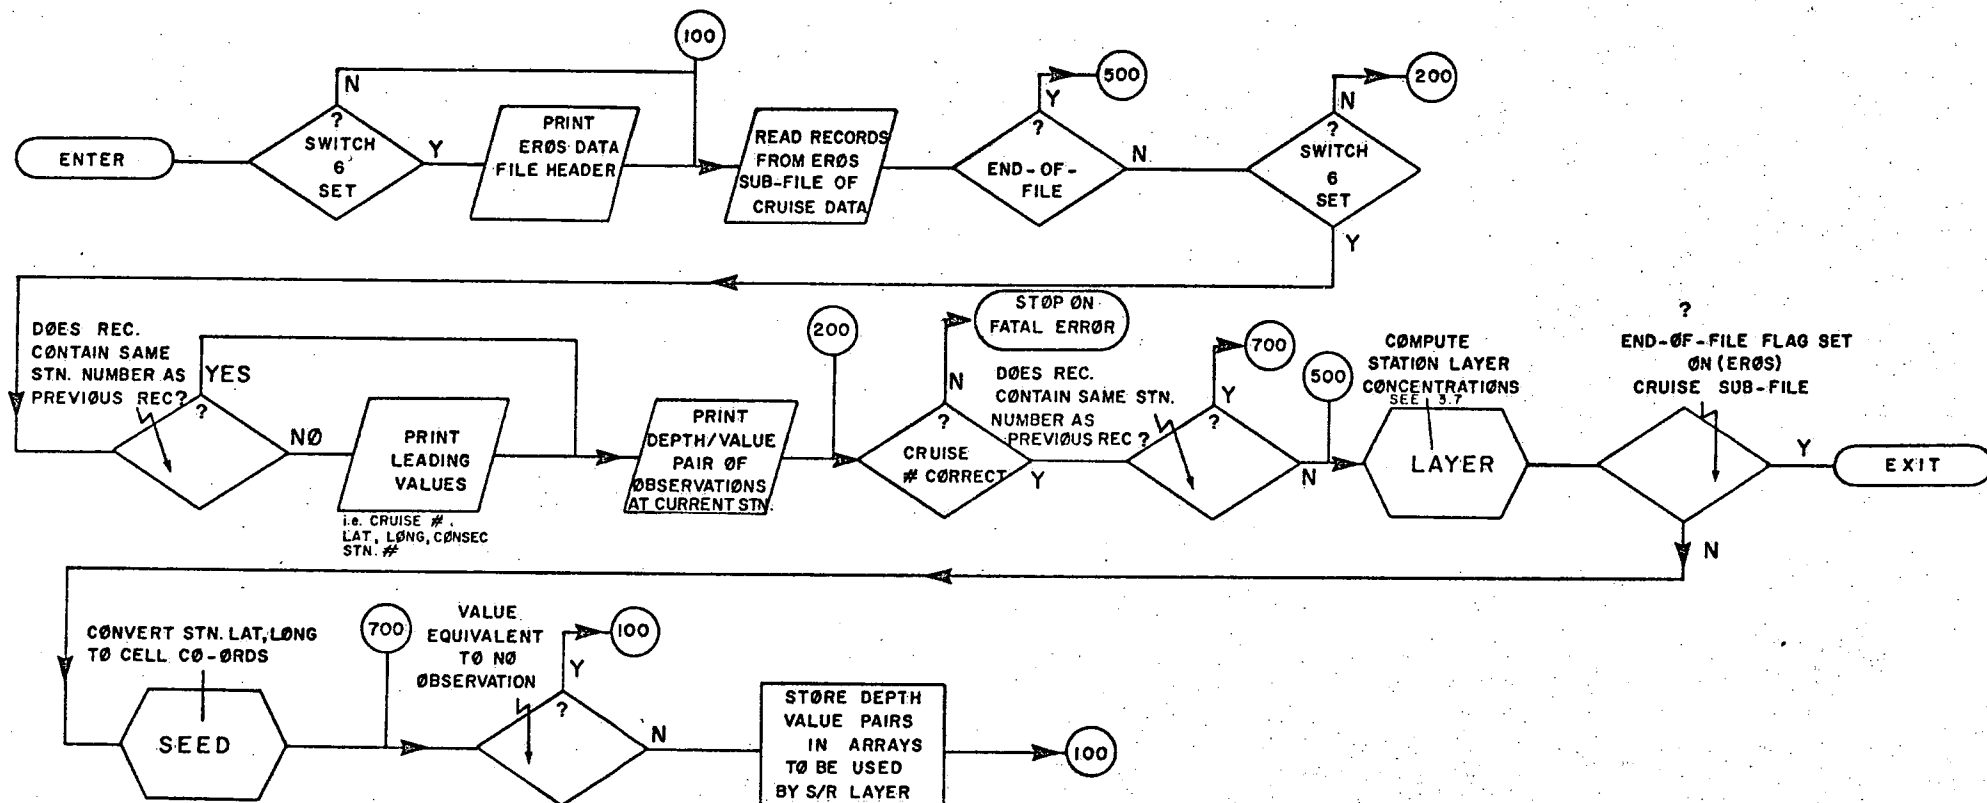 100
N
?
SWITCH
6
SET
Y
ENTER
PRINT
ERØS DATA
FILE HEADER
READ RECORDS
FROM ERØS
SUB-FILE OF
CRUISE DATA
500
Y
?
END-OF-
FILE
N
200
N
?
SWITCH
6
SET
Y
DØES REC.
CØNTAIN SAME
STN. NUMBER AS
PREVIØUS REC?
YES
?
NØ
PRINT
LEADING
VALUES
i.e. CRUISE #.
LAT, LØNG, CØNSEC
STN. #
PRINT
DEPTH/VALUE
PAIR ØF
ØBSERVATIØNS
AT CURRENT STN.
200
STØP ØN
FATAL ERRØR
N
?
CRUISE
# CØRRECT
Y
DØES REC.
CØNTAIN SAME STN.
NUMBER AS
PREVIØUS REC ?
700
Y
?
N
500
CØMPUTE
STATIØN LAYER
CØNCENTRATIØNS
SEE 3.7
LAYER
?
END-ØF-FILE FLAG SET
ØN (ERØS)
CRUISE SUB-FILE
Y
EXIT
N
CØNVERT STN. LAT, LØNG
TØ CELL CØ-ØRDS
SEED
700
VALUE
EQUIVALENT
TØ NØ
ØBSERVATIØN
100
Y
?
N
STØRE DEPTH
VALUE PAIRS
IN ARRAYS
TØ BE USED
BY S/R LAYER
100